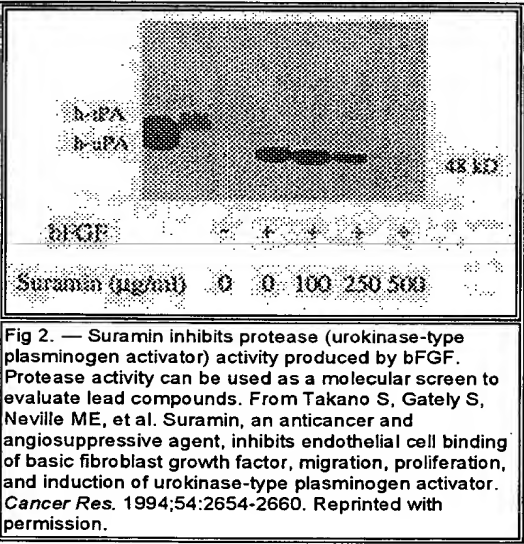 h-tPA
h-uPA
48 kD
bFGF - + + + +
Suramin (µg/ml) 0 0 100 250 500
Fig 2. — Suramin inhibits protease (urokinase-type
plasminogen activator) activity produced by bFGF.
Protease activity can be used as a molecular screen to
evaluate lead compounds. From Takano S, Gately S,
Neville ME, et al. Suramin, an anticancer and
angiosuppressive agent, inhibits endothelial cell binding
of basic fibroblast growth factor, migration, proliferation,
and induction of urokinase-type plasminogen activator.
Cancer Res. 1994;54:2654-2660. Reprinted with
permission.